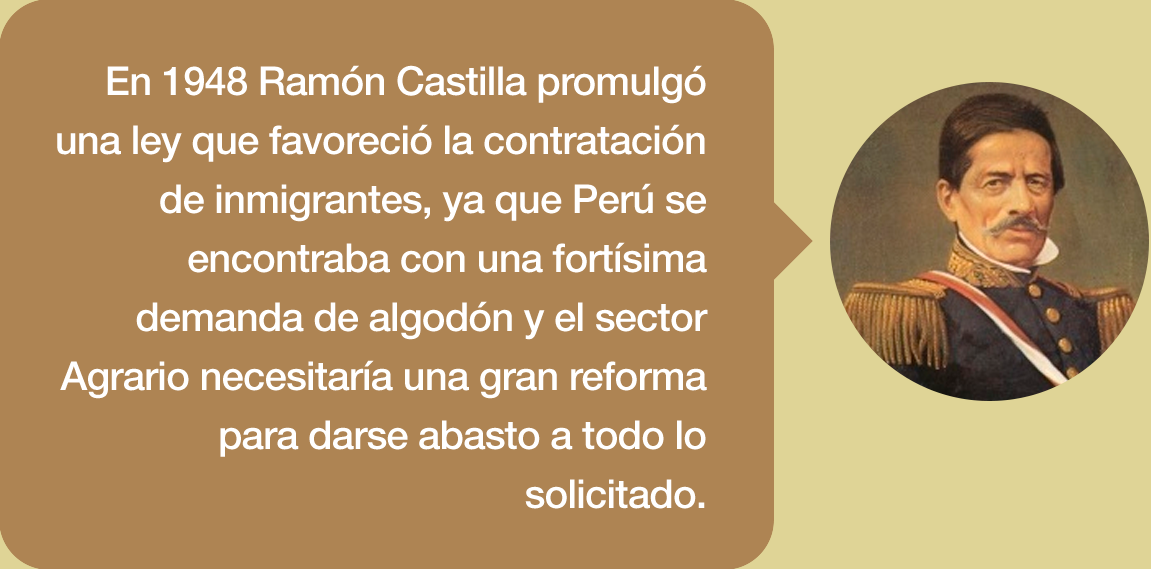 En 1948 Ramón Castilla promulgó
una ley que favoreció la contratación
de inmigrantes, ya que Perú se
encontraba con una fortísima
demanda de algodón y el sector
Agrario necesitaría una gran reforma
para darse abasto a todo lo
solicitado.